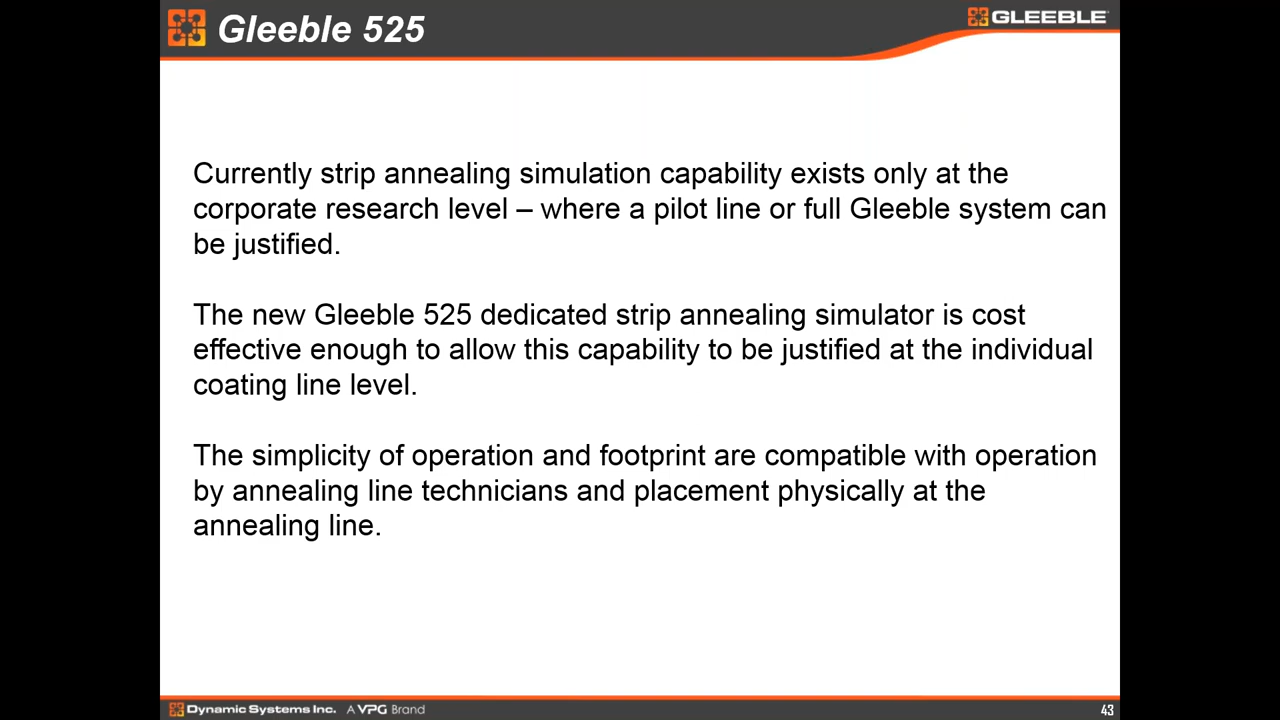 Gleeble 525
GLEEBLE
Currently strip annealing simulation capability exists only at the
corporate research level – where a pilot line or full Gleeble system can
be justified.
The new Gleeble 525 dedicated strip annealing simulator is cost
effective enough to allow this capability to be justified at the individual
coating line level.
The simplicity of operation and footprint are compatible with operation
by annealing line technicians and placement physically at the
annealing line.
Dynamic Systems Inc. A VPG Brand
43